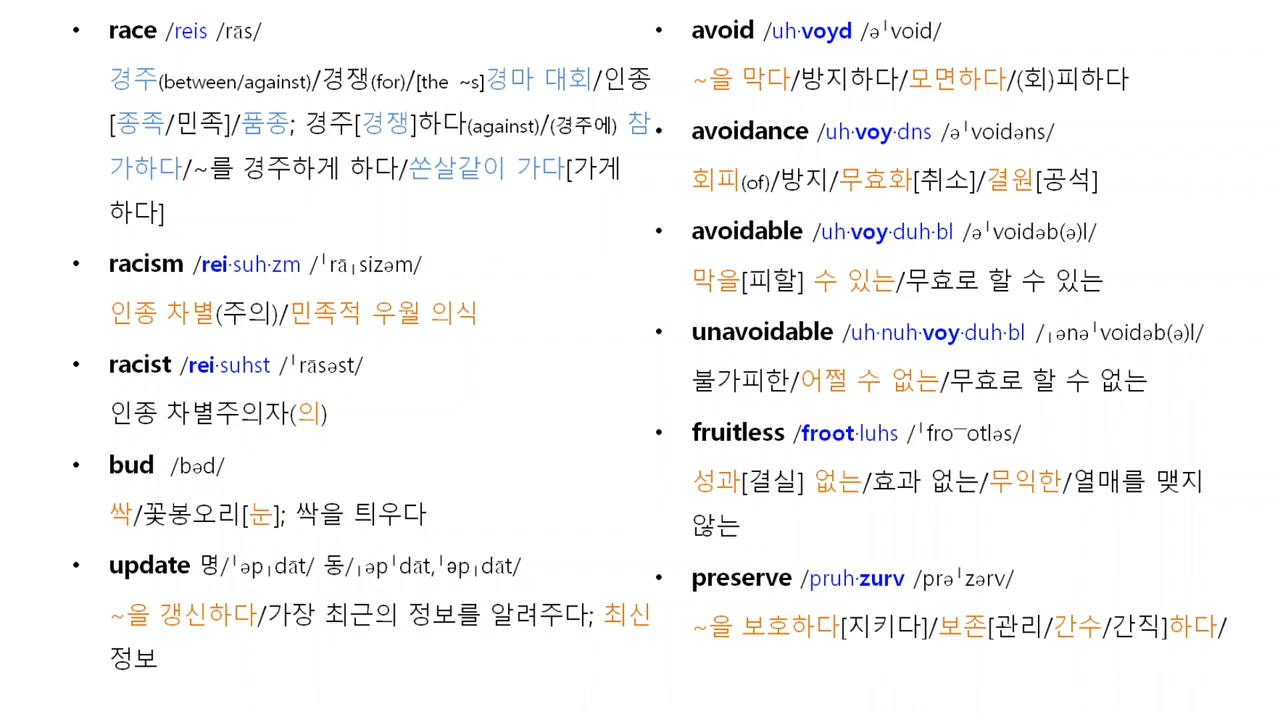 • race /reis /rās/
경주(between/against)/경쟁(for)/[the ~s]경마 대회/인종
[종족/민족]/품종; 경주[경쟁]하다(against)/(경주에) 참
가하다/~를 경주하게 하다/쏜살같이 가다[가게
하다]
• racism /rei·suh·zm /ˈrāˌsizəm/
인종 차별(주의)/민족적 우월 의식
• racist /rei·suhst /ˈrāsəst/
인종 차별주의자(의)
• bud /bəd/
싹/꽃봉오리[눈]; 싹을 틔우다
• update 명/ˈəpˌdāt/ 동/ˌəpˈdāt,ˈəpˌdāt/
~을 갱신하다/가장 최근의 정보를 알려주다; 최신
정보
• avoid /uh·voyd /əˈvoid/
~을 막다/방지하다/모면하다/(회)피하다
• avoidance /uh·voy·dns /əˈvoidəns/
회피(of)/방지/무효화[취소]/결원[공석]
• avoidable /uh·voy·duh·bl /əˈvoidəb(ə)l/
막을[피할] 수 있는/무효로 할 수 있는
• unavoidable /uh·nuh·voy·duh·bl /ˌənəˈvoidəb(ə)l/
불가피한/어쩔 수 없는/무효로 할 수 없는
• fruitless /froot·luhs /ˈfro͞otləs/
성과[결실] 없는/효과 없는/무익한/열매를 맺지
않는
• preserve /pruh·zurv /prəˈzərv/
~을 보호하다[지키다]/보존[관리/간수/간직]하다/